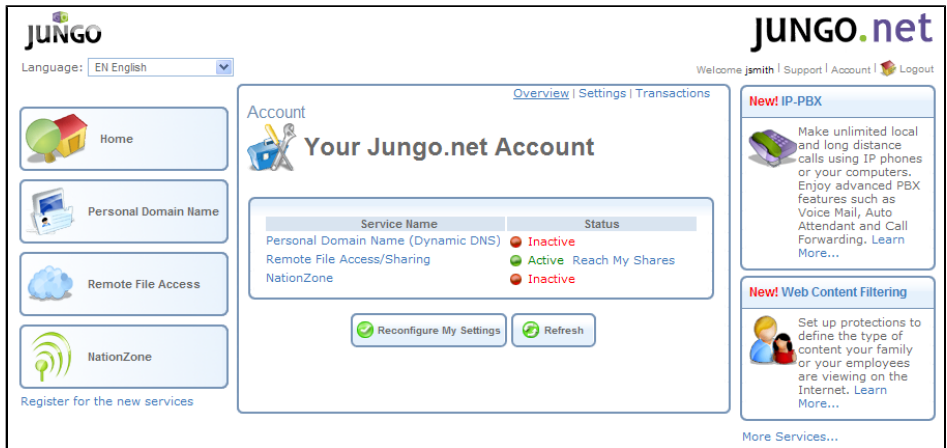 JUNGO
JUNGO.net
Language: EN English
Welcome jsmith | Support | Account | Logout
Home
Personal Domain Name
Remote File Access
NationZone
Register for the new services
Overview | Settings | Transactions
Account
Your Jungo.net Account
Service Name Status
Personal Domain Name (Dynamic DNS) Inactive
Remote File Access/Sharing Active Reach My Shares
NationZone Inactive
Reconfigure My Settings Refresh
New! IP-PBX
Make unlimited local
and long distance
calls using IP phones
or your computers.
Enjoy advanced PBX
features such as
Voice Mail, Auto
Attendant and Call
Forwarding. Learn
More...
New! Web Content Filtering
Set up protections to
define the type of
content your family
or your employees
are viewing on the
Internet. Learn
More...
More Services...